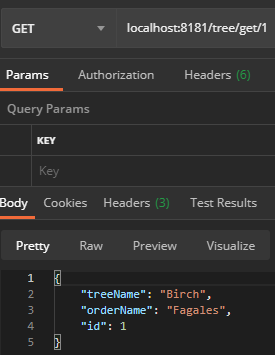 GET localhost:8181/tree/get/1
Params Authorization Headers (6)
Query Params
KEY
Key
Body Cookies Headers (3) Test Results
Pretty Raw Preview Visualize
1 {
2 "treeName": "Birch",
3 "orderName": "Fagales",
4 "id": 1
5 }